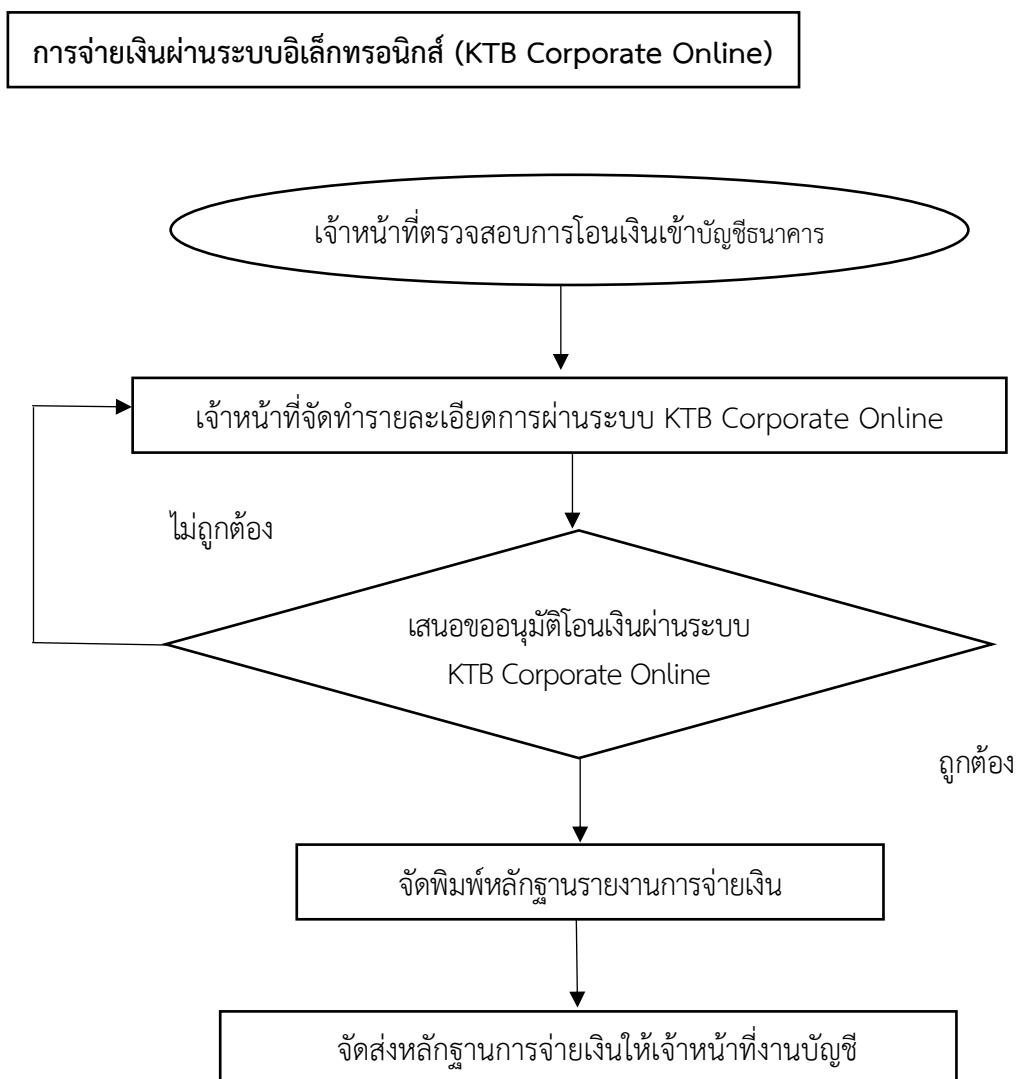 การจ่ายเงินผ่านระบบอิเล็กทรอนิกส์ (KTB Corporate Online)
เจ้าหน้าที่ตรวจสอบการโอนเงินเข้าบัญชีธนาคาร
เจ้าหน้าที่จัดทำรายละเอียดการผ่านระบบ KTB Corporate Online
ไม่ถูกต้อง
เสนอขออนุมัติโอนเงินผ่านระบบ
KTB Corporate Online
ถูกต้อง
จัดพิมพ์หลักฐานรายงานการจ่ายเงิน
จัดส่งหลักฐานการจ่ายเงินให้เจ้าหน้าที่งานบัญชี